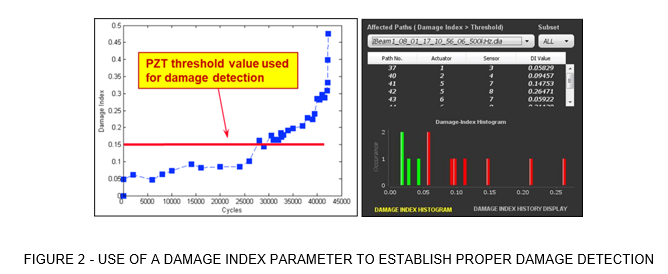 0.5
0.45
0.4
0.35
0.3
0.25
0.2
0.15
0.1
0.05
0
Damage Index
PZT threshold value used
for damage detection
0 5000 10000 15000 20000 25000 30000 35000 40000 45000
Cycles
Affected Paths ( Damage Index > Threshold) Subset
IBeam1_08_01_17_10_56_06_500kHz.dia ALL
Path No. Actuator Sensor DI Value
37 1 3 0.05829
40 2 4 0.09457
41 5 7 0.14753
42 5 8 0.26471
43 6 7 0.05922
Damage-Index Histogram
Occurance
2
1
0
0.00 0.05 0.10 0.15 0.20 0.25
DAMAGE INDEX HISTOGRAM DAMAGE INDEX HISTORY DISPLAY
FIGURE 2 - USE OF A DAMAGE INDEX PARAMETER TO ESTABLISH PROPER DAMAGE DETECTION